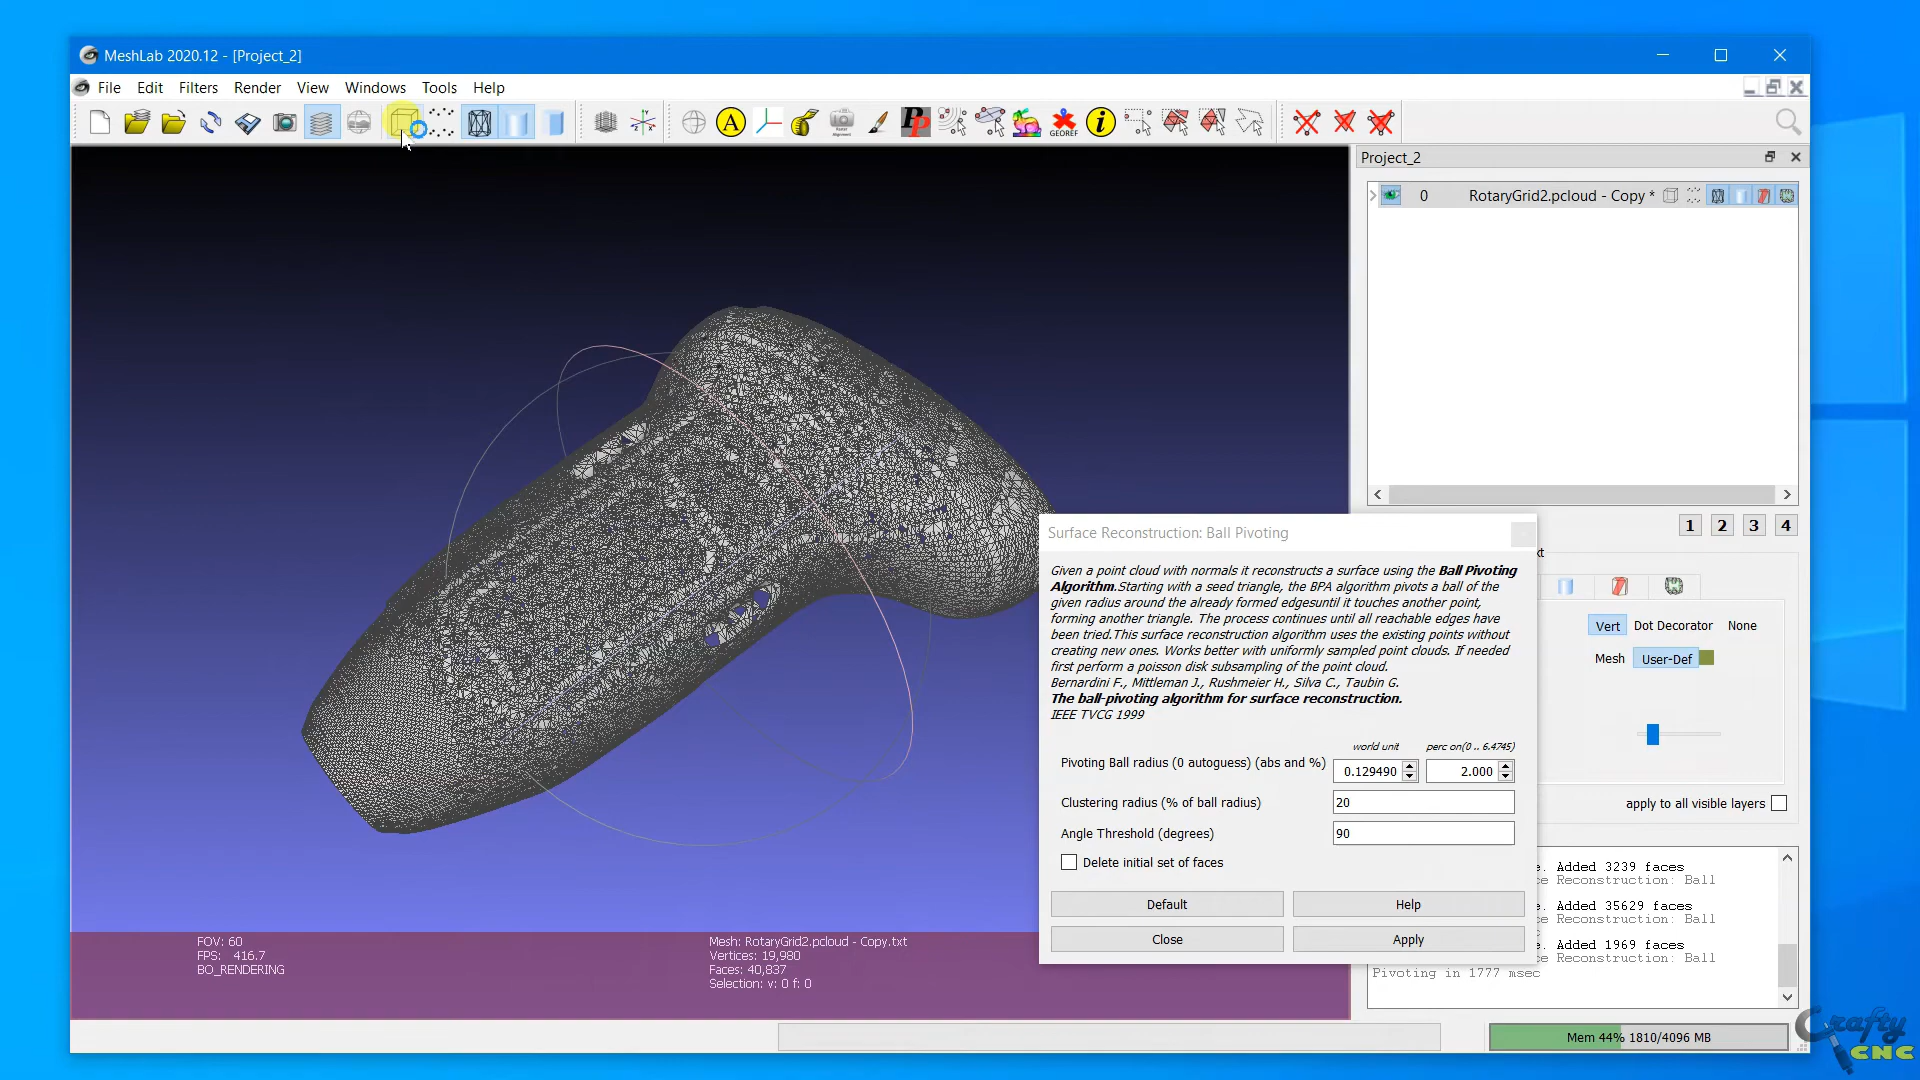 MeshLab 2020.12 - [Project_2]
File Edit Filters Render View Windows Tools Help
A
PP
GEOREF
i
Project_2
0 RotaryGrid2.pcloud - Copy *
1 2 3 4
xt
Surface Reconstruction: Ball Pivoting
Given a point cloud with normals it reconstructs a surface using the Ball Pivoting
Algorithm.Starting with a seed triangle, the BPA algorithm pivots a ball of the
given radius around the already formed edgesuntil it touches another point,
forming another triangle. The process continues until all reachable edges have
been tried.This surface reconstruction algorithm uses the existing points without
creating new ones. Works better with uniformly sampled point clouds. If needed
first perform a poisson disk subsampling of the point cloud.
Bernardini F., Mittleman J., Rushmeier H., Silva C., Taubin G.
The ball-pivoting algorithm for surface reconstruction.
IEEE TVCG 1999
world unit perc on(0 .. 6.4745)
Pivoting Ball radius (0 autoguess) (abs and %) 0.129490 2.000
Clustering radius (% of ball radius) 20
Angle Threshold (degrees) 90
Delete initial set of faces
Default Help
Close Apply
Vert Dot Decorator None
Mesh User-Def
apply to all visible layers
e. Added 3239 faces
ce Reconstruction: Ball
e. Added 35629 faces
ce Reconstruction: Ball
e. Added 1969 faces
ce Reconstruction: Ball
Pivoting in 1777 msec
FOV: 60
FPS: 416.7
BO_RENDERING
Mesh: RotaryGrid2.pcloud - Copy.txt
Vertices: 19,980
Faces: 40,837
Selection: v: 0 f: 0
Mem 44% 1810/4096 MB
Crafty
CNC